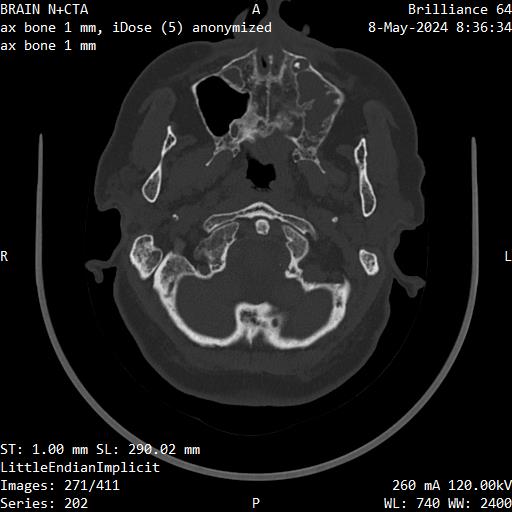 BRAIN N+CTA
A
Brilliance 64
ax bone 1 mm, iDose (5) anonymized
8-May-2024 8:36:34
ax bone 1 mm
R
L
ST: 1.00 mm SL: 290.02 mm
LittleEndianImplicit
Images: 271/411
260 mA 120.00kV
Series: 202
P
WL: 740 WW: 2400